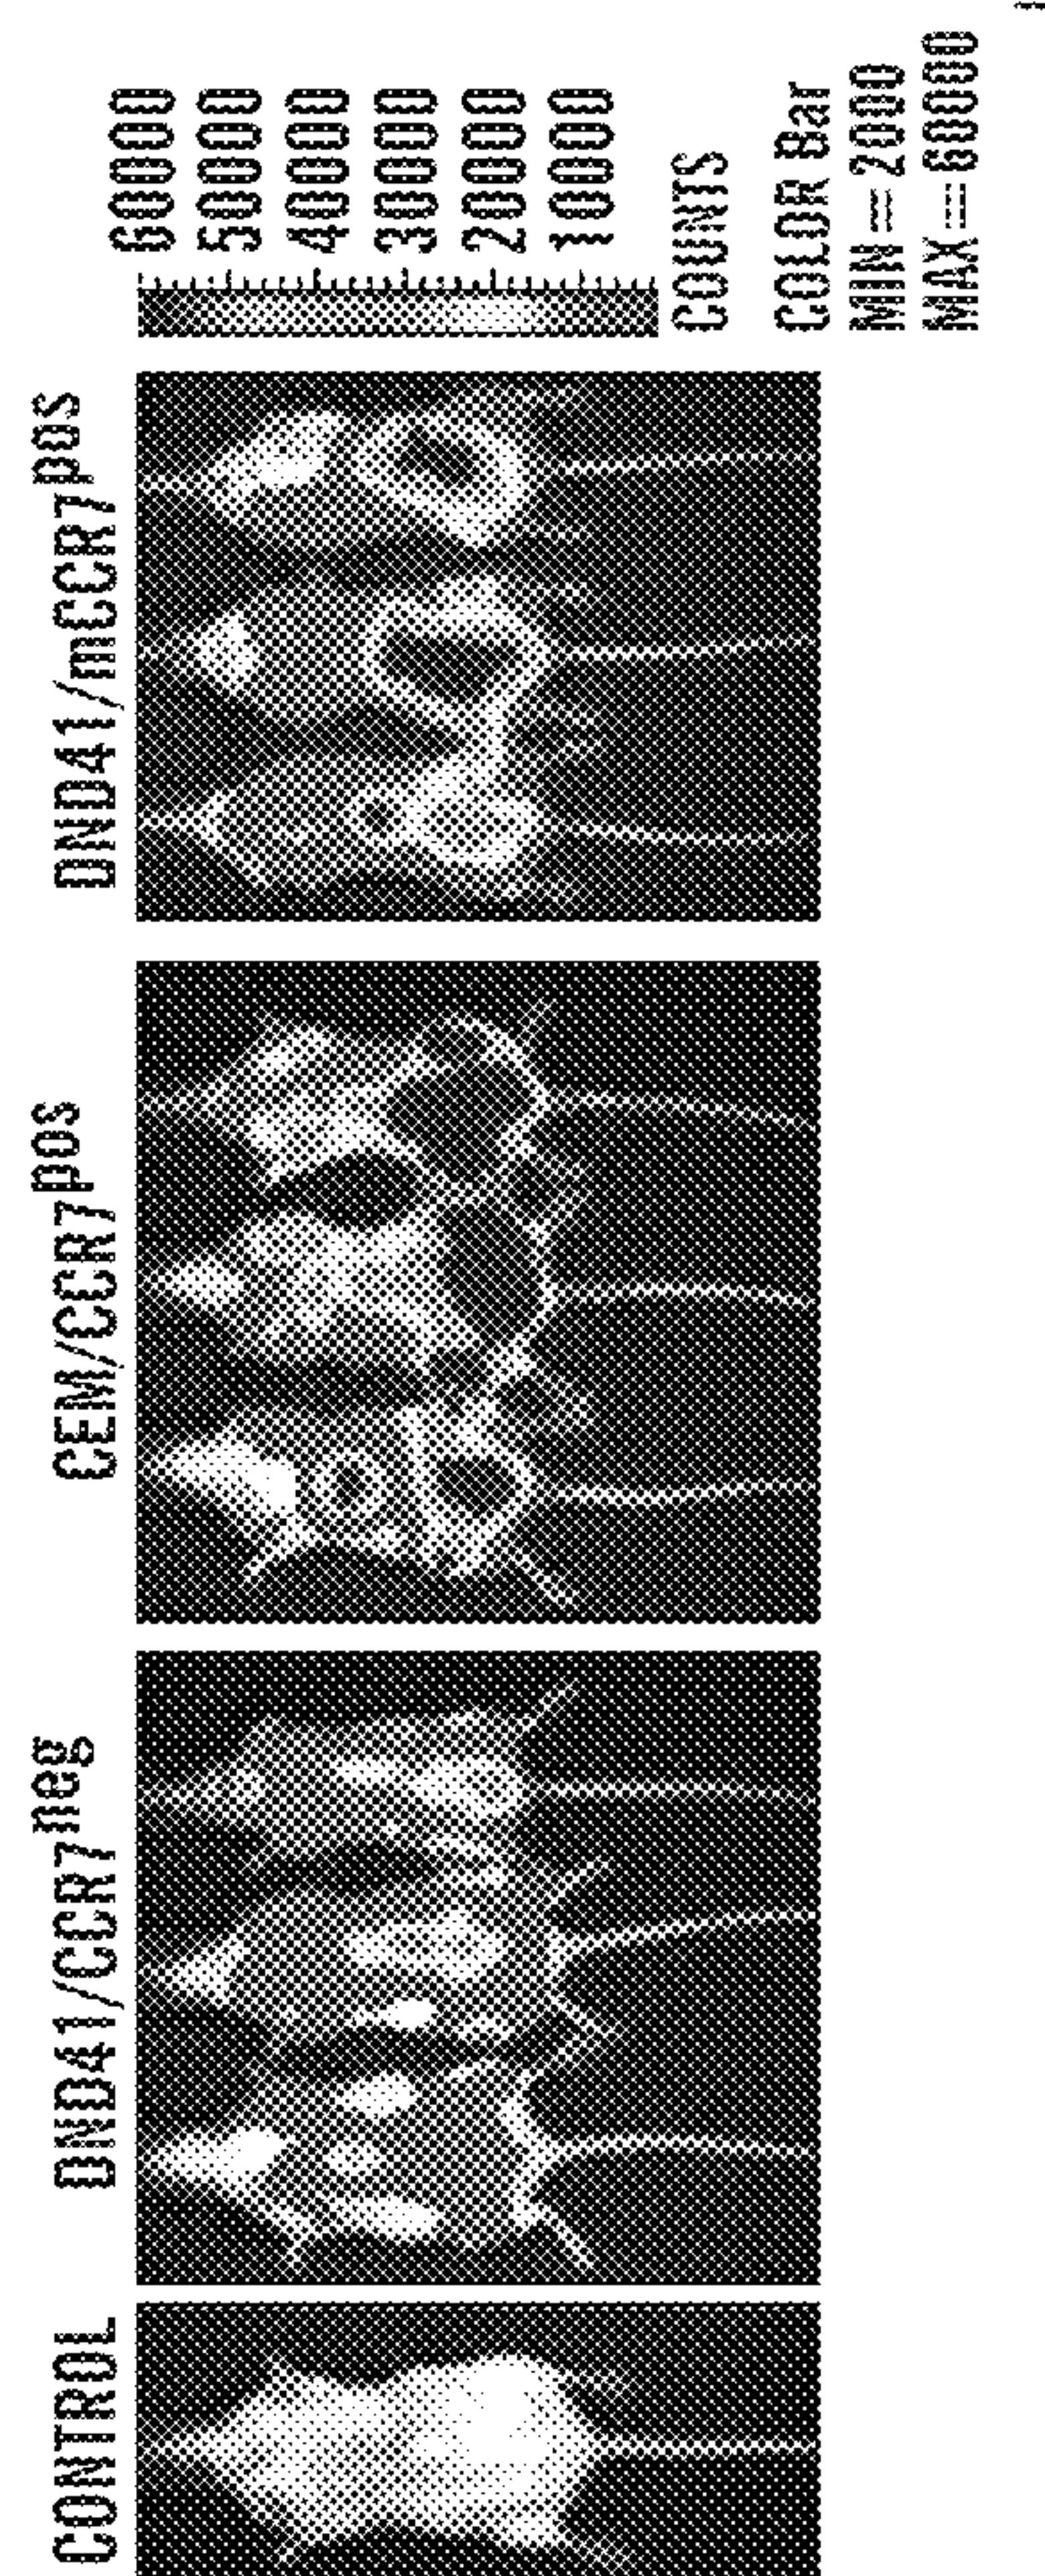 CONTROL
DND41/CCR7neg
CEM/CCR7pos
DND41/mCCR7pos
60000
50000
40000
30000
20000
10000
COUNTS
COLOR Bar
MIN = 2000
MAX = 60000